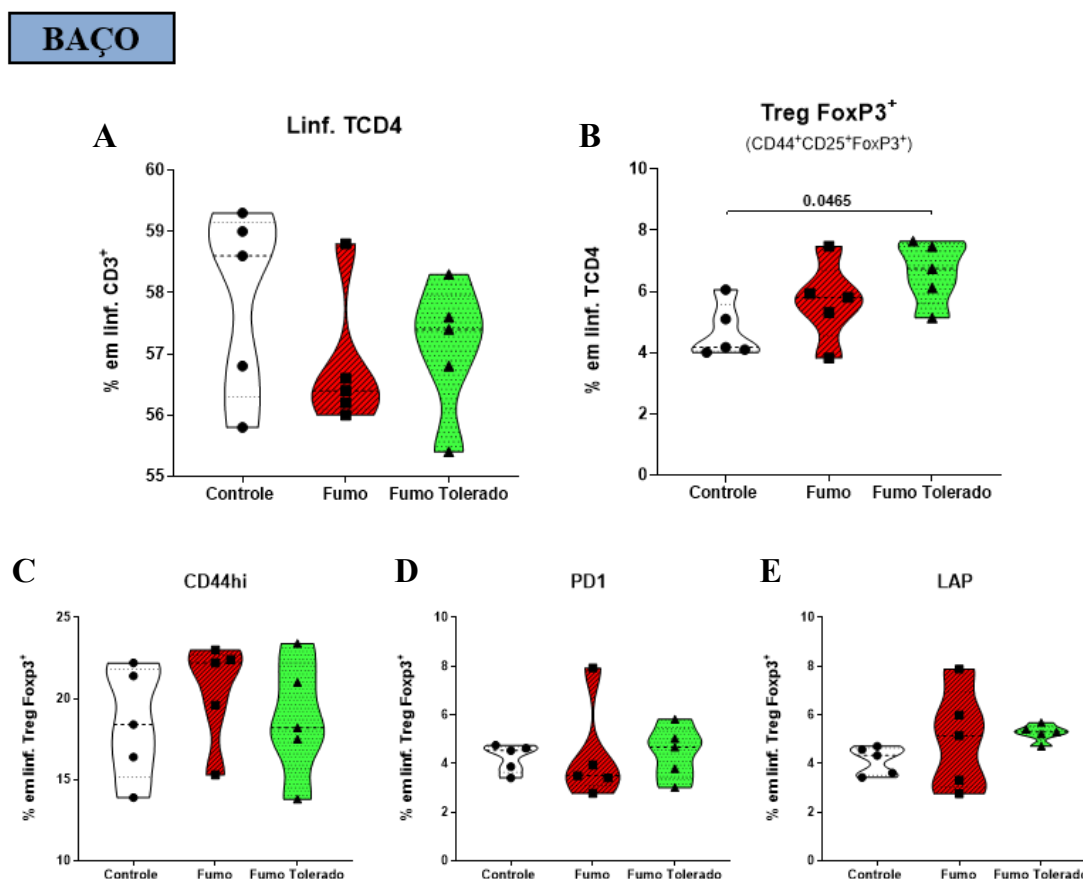 BAÇO
A
Linf. TCD4
% em linf. CD3⁺
60
59
58
57
56
55
Controle
Fumo
Fumo Tolerado
B
Treg FoxP3⁺
(CD44⁺CD25⁺FoxP3⁺)
% em linf. TCD4
10
8
6
4
2
0
0.0465
Controle
Fumo
Fumo Tolerado
C
CD44hi
% em linf. Treg Foxp3⁺
25
20
15
10
Controle
Fumo
Fumo Tolerado
D
PD1
% em linf. Treg Foxp3⁺
10
8
6
4
2
0
Controle
Fumo
Fumo Tolerado
E
LAP
% em linf. Treg Foxp3⁺
10
8
6
4
2
0
Controle
Fumo
Fumo Tolerado